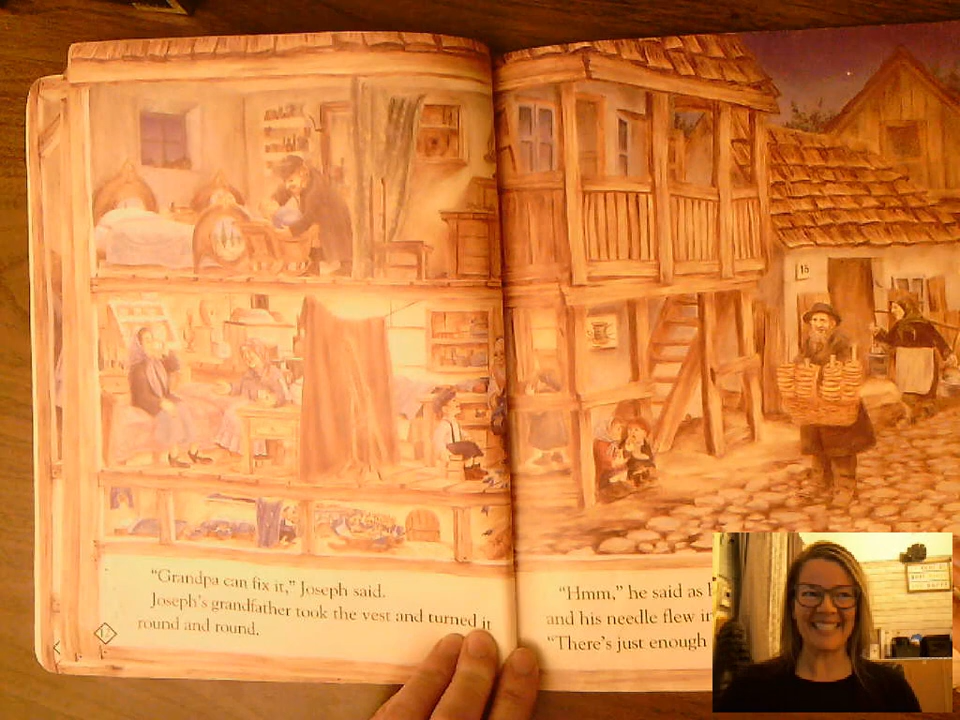 "Grandpa can fix it," Joseph said.
Joseph's grandfather took the vest and turned it
round and round.
"Hmm," he said as
and his needle flew in
"There's just enough
15